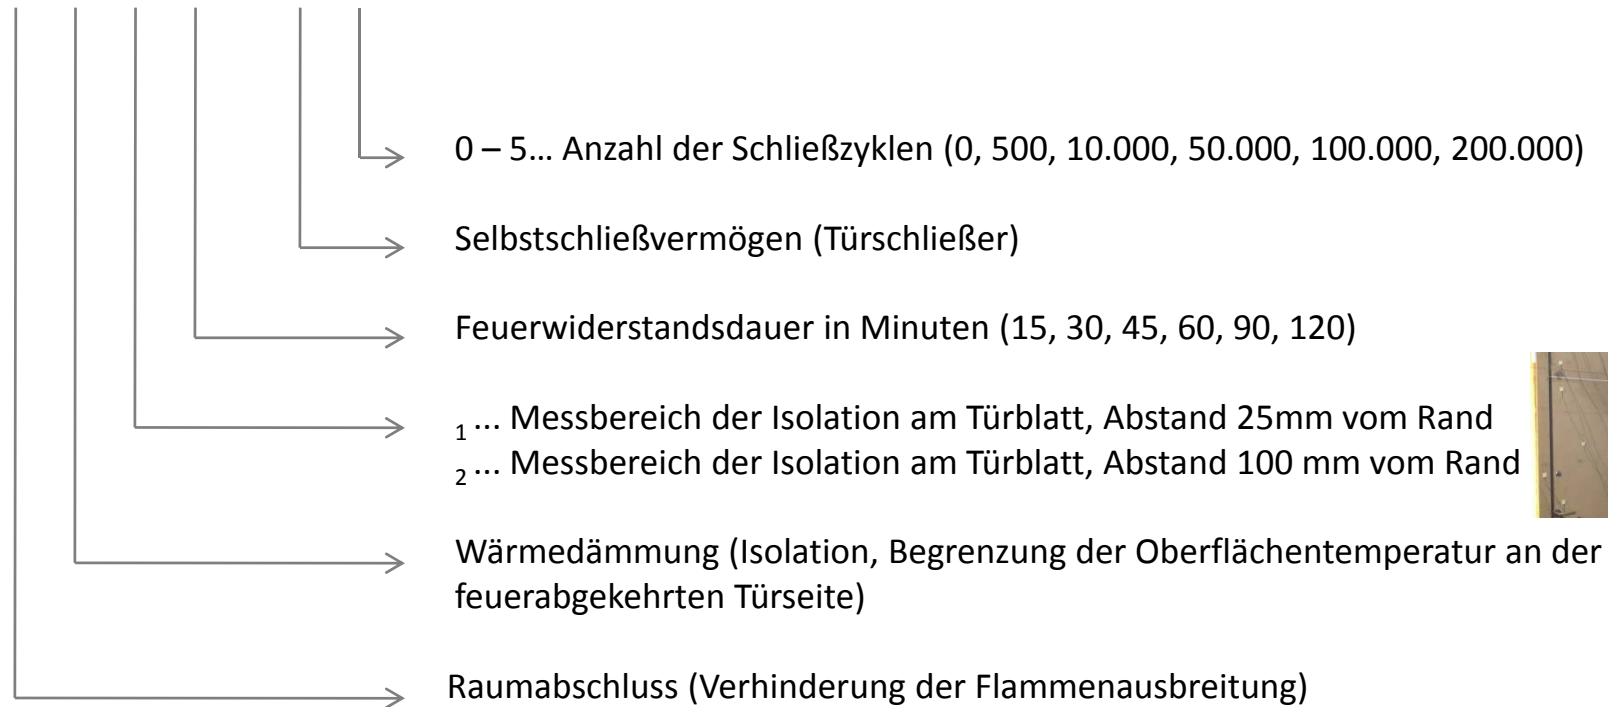 0 – 5… Anzahl der Schließzyklen (0, 500, 10.000, 50.000, 100.000, 200.000)
Selbstschließvermögen (Türschließer)
Feuerwiderstandsdauer in Minuten (15, 30, 45, 60, 90, 120)
1 ... Messbereich der Isolation am Türblatt, Abstand 25mm vom Rand
2 ... Messbereich der Isolation am Türblatt, Abstand 100 mm vom Rand
Wärmedämmung (Isolation, Begrenzung der Oberflächentemperatur an der
feuerabgekehrten Türseite)
Raumabschluss (Verhinderung der Flammenausbreitung)